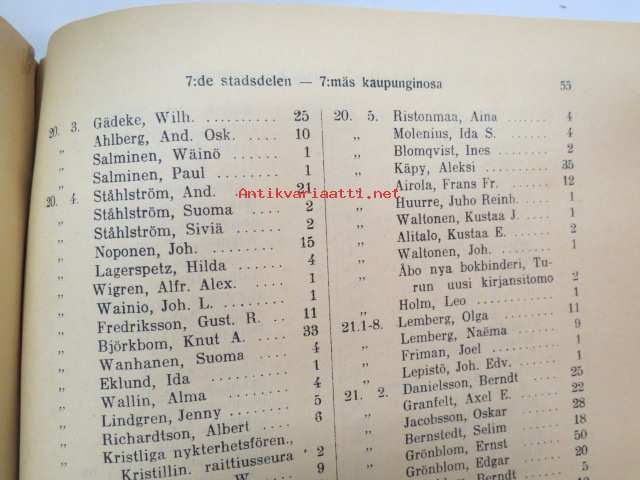 7:de stadsdelen — 7:mäs kaupunginosa 55
20. 3. Gädeke, Wilh. 25
„ Ahlberg, And. Osk. 10
„ Salminen, Wäinö 1
„ Salminen, Paul 1
20. 4. Ståhlström, And. 21
„ Ståhlström, Suoma 2
„ Ståhlström, Siviä 2
„ Noponen, Joh. 15
„ Lagerspetz, Hilda 4
„ Wigren, Alfr. Alex. 1
„ Wainio, Joh. L. 1
„ Fredriksson, Gust. R. 11
„ Björkbom, Knut A. 33
„ Wanhanen, Suoma 4
„ Eklund, Ida 1
„ Wallin, Alma 4
„ Lindgren, Jenny 5
„ Richardtson, Albert 6
„ Kristliga nykterhetsfören.,
Kristillin. raittiusseura 2
W. 9
20. 5. Ristonmaa, Aina 4
„ Molenius, Ida S. 4
„ Blomqvist, Ines 2
„ Käpy, Aleksi 35
„ Airola, Frans Fr. 12
„ Huurre, Juho Reinh. 1
„ Waltonen, Kustaa J. 1
„ Alitalo, Kustaa E. 2
„ Waltonen, Joh. 1
„ Åbo nya bokbinderi, Tu-
run uusi kirjansitomo 2
„ Holm, Leo 1
21.1-8. Lemberg, Olga 11
„ Lemberg, Naëma 9
„ Friman, Joel 1
„ Lepistö, Joh. Edv. 1
21. 2. Danielsson, Berndt 25
„ Granfelt, Axel E. 22
„ Jacobsson, Oskar 28
„ Bernstedt, Selim 18
„ Grönblom, Ernst 50
„ Grönblom, Edgar 20
Berndt 5
Antikvariaatti.net